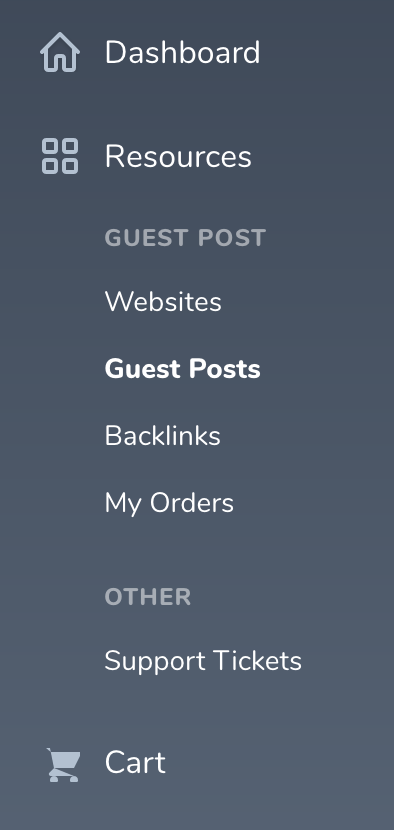 Dashboard
Resources
GUEST POST
Websites
Guest Posts
Backlinks
My Orders
OTHER
Support Tickets
Cart